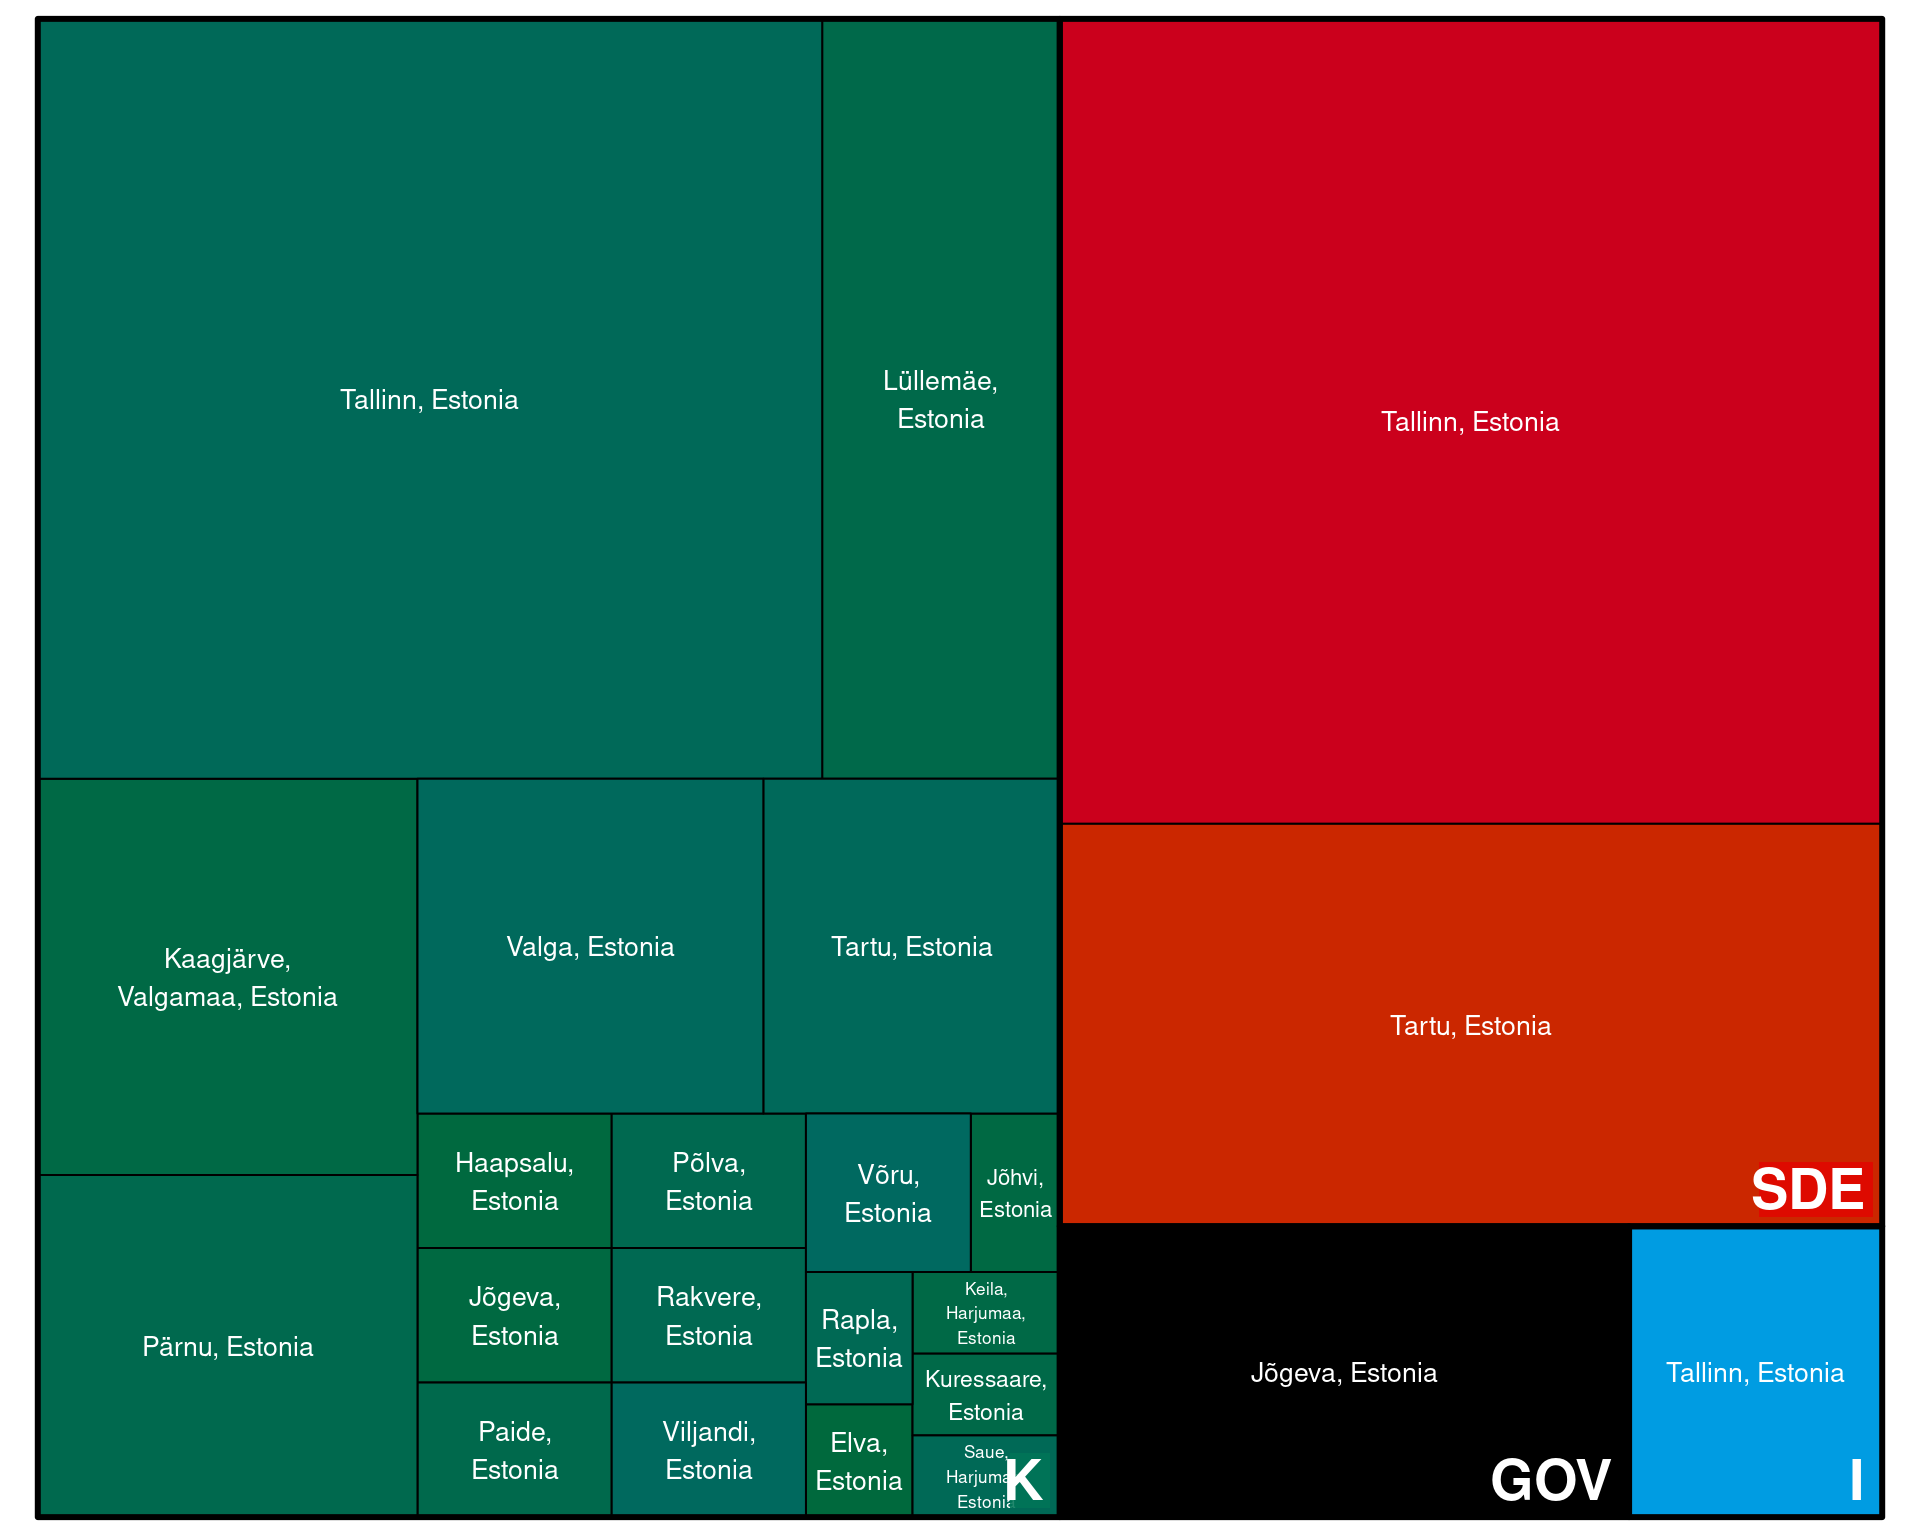 Tallinn, Estonia
Lüllemäe,
Estonia
Kaagjärve,
Valgamaa, Estonia
Valga, Estonia
Tartu, Estonia
Pärnu, Estonia
Haapsalu,
Estonia
Põlva,
Estonia
Võru,
Estonia
Jõhvi,
Estonia
Jõgeva,
Estonia
Rakvere,
Estonia
Rapla,
Estonia
Keila,
Harjumaa,
Estonia
Kuressaare,
Estonia
Paide,
Estonia
Viljandi,
Estonia
Elva,
Estonia
Saue,
Harjumaa,
Estonia
K
Tallinn, Estonia
Tartu, Estonia
SDE
Jõgeva, Estonia
GOV
Tallinn, Estonia
I